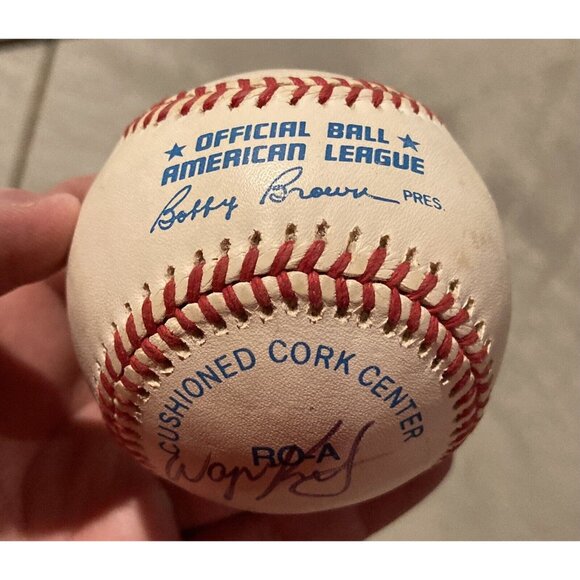 ★ OFFICIAL BALL ★
AMERICAN LEAGUE
Bobby Brown PRES.
CUSHIONED CORK CENTER
RO-A